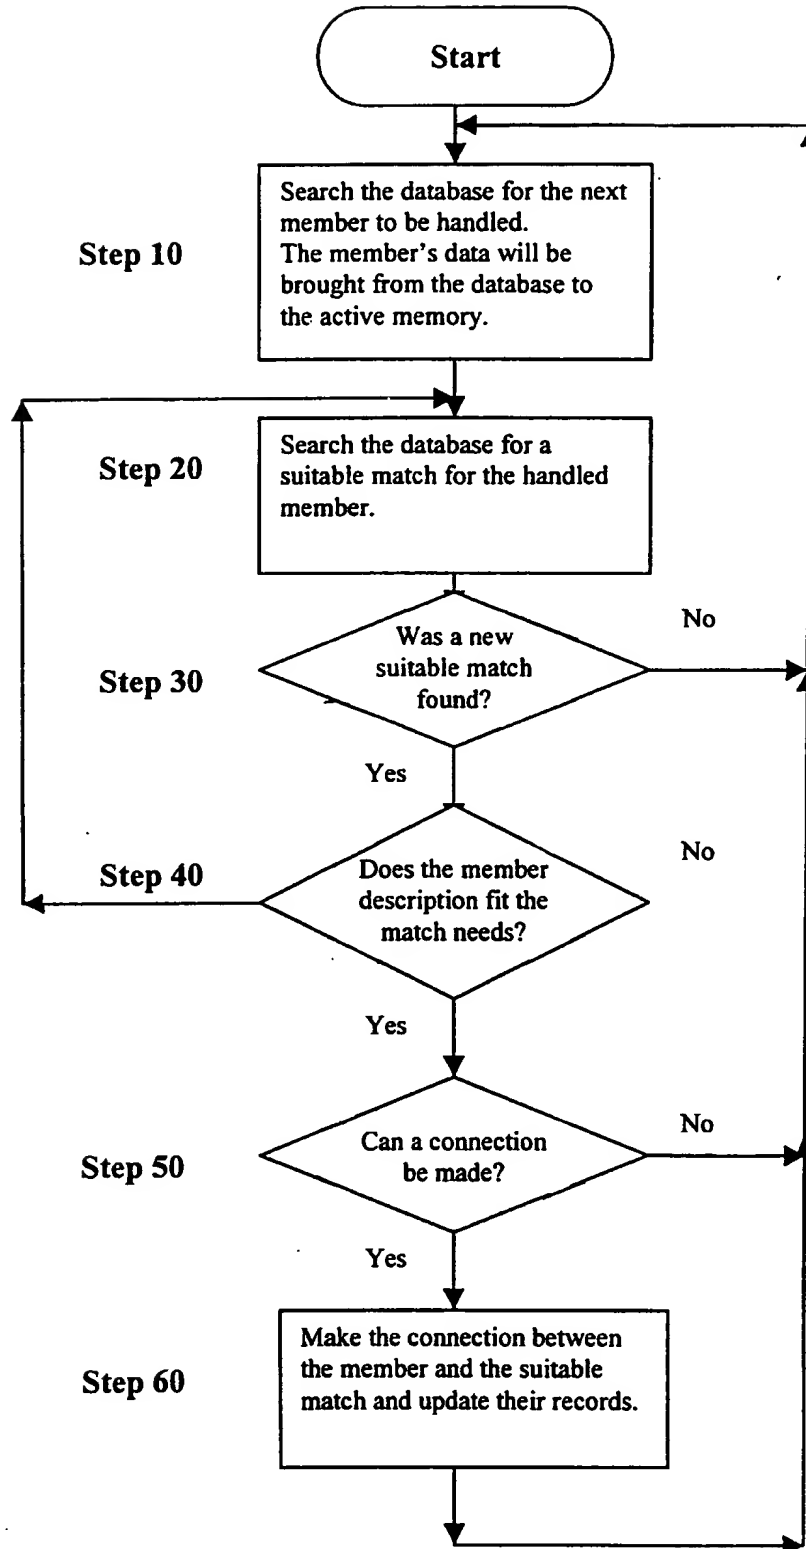 Start
Step 10
Search the database for the next
member to be handled.
The member's data will be
brought from the database to
the active memory.
Step 20
Search the database for a
suitable match for the handled
member.
No
Step 30
Was a new
suitable match
found?
Yes
No
Step 40
Does the member
description fit the
match needs?
Yes
No
Step 50
Can a connection
be made?
Yes
Step 60
Make the connection between
the member and the suitable
match and update their records.